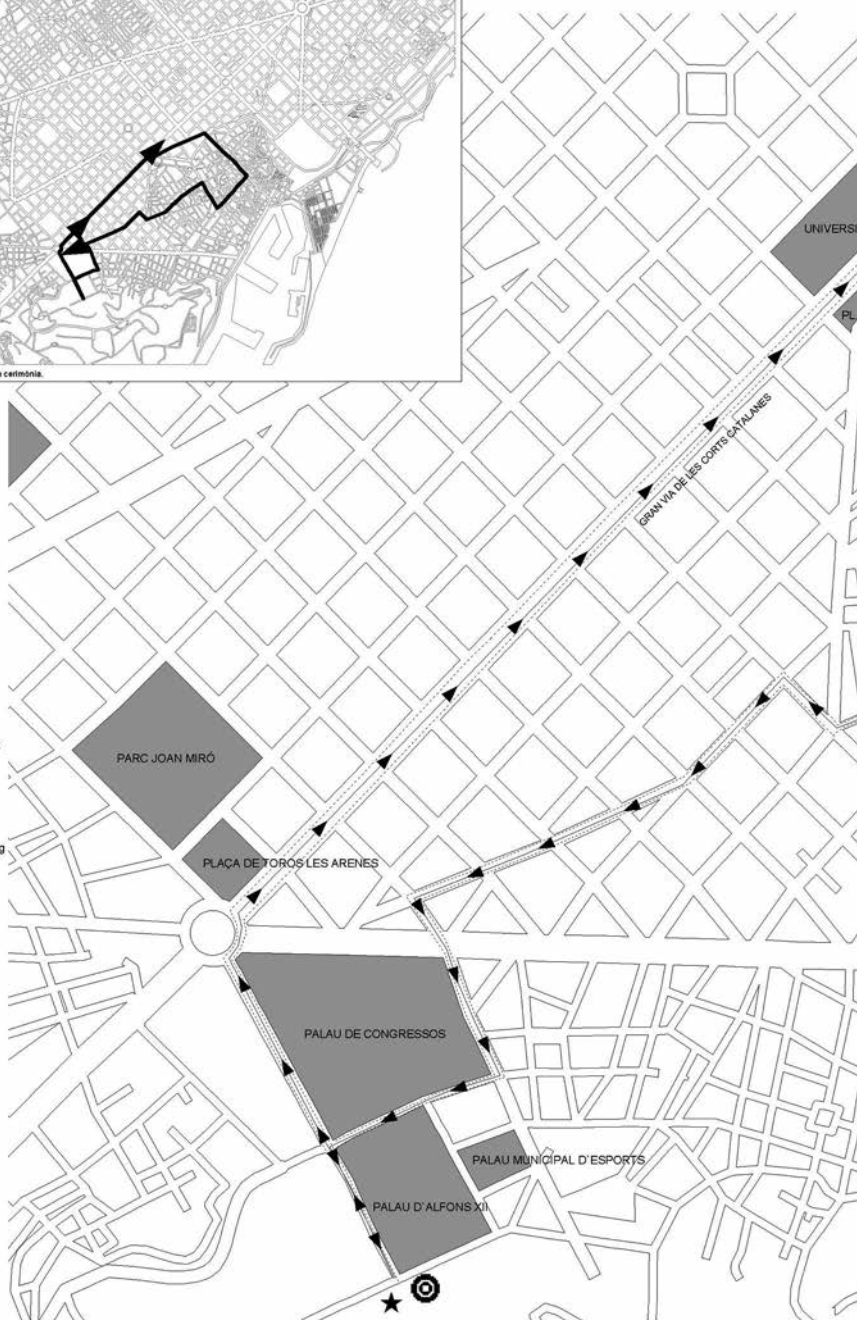 cerimònia.
UNIVERSI
PL
GRAN VIA DE LES CORTS CATALANES
PARC JOAN MIRÓ
PLAÇA DE TOROS LES ARENES
g
PALAU DE CONGRESSOS
PALAU MUNICIPAL D'ESPORTS
PALAU D'ALFONS XII